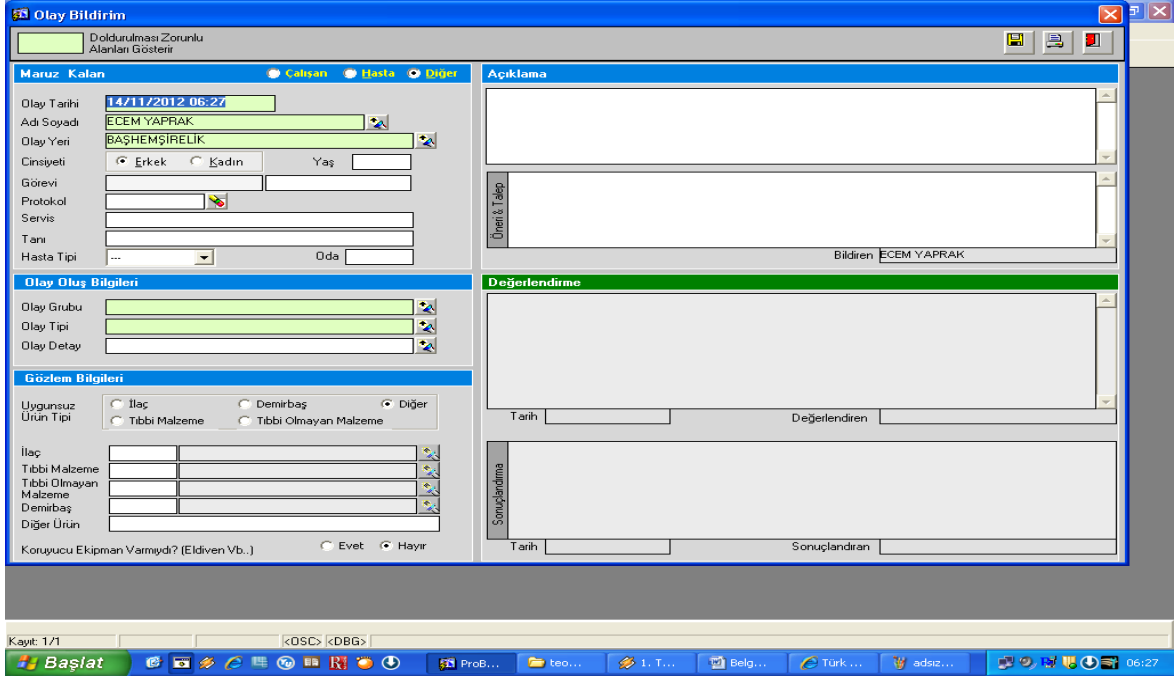 Olay Bildirim
Doldurulması Zorunlu
Alanları Gösterir
Maruz Kalan
Çalışan
Hasta
Diğer
Olay Tarihi 14/11/2012 06:27
Adı Soyadı ECEM YAPRAK
Olay Yeri BAŞHEMŞİRELİK
Cinsiyeti Erkek Kadın Yaş
Görevi
Protokol
Servis
Tanı
Hasta Tipi --- Oda
Olay Oluş Bilgileri
Olay Grubu
Olay Tipi
Olay Detay
Gözlem Bilgileri
Uygunsuz
Ürün Tipi
İlaç Demirbaş Diğer
Tıbbi Malzeme Tıbbi Olmayan Malzeme
İlaç
Tıbbi Malzeme
Tıbbi Olmayan
Malzeme
Demirbaş
Diğer Ürün
Koruyucu Ekipman Varmıydı? (Eldiven Vb..) Evet Hayır
Açıklama
Öneri & Talep
Bildiren ECEM YAPRAK
Değerlendirme
Tarih Değerlendiren
Sonuçlandırma
Tarih Sonuçlandıran
Kayıt: 1/1 <OSC> <DBG>
Başlat ProB... teo... 1. T... Belg... Türk ... adsız... 06:27